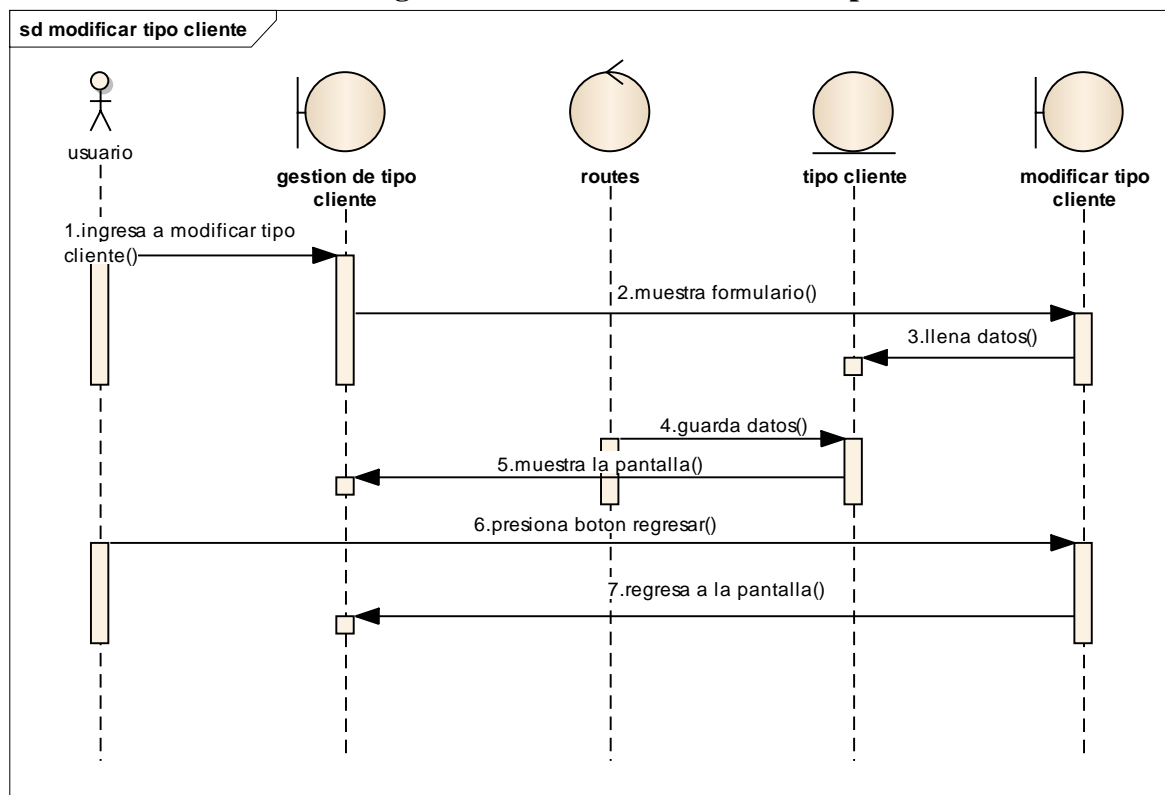 sd modificar tipo cliente
usuario
gestion de tipo
cliente
routes
tipo cliente
modificar tipo
cliente
1.ingresa a modificar tipo
cliente()
2.muestra formulario()
3.llena datos()
4.guarda datos()
5.muestra la pantalla()
6.presiona boton regresar()
7.regresa a la pantalla()